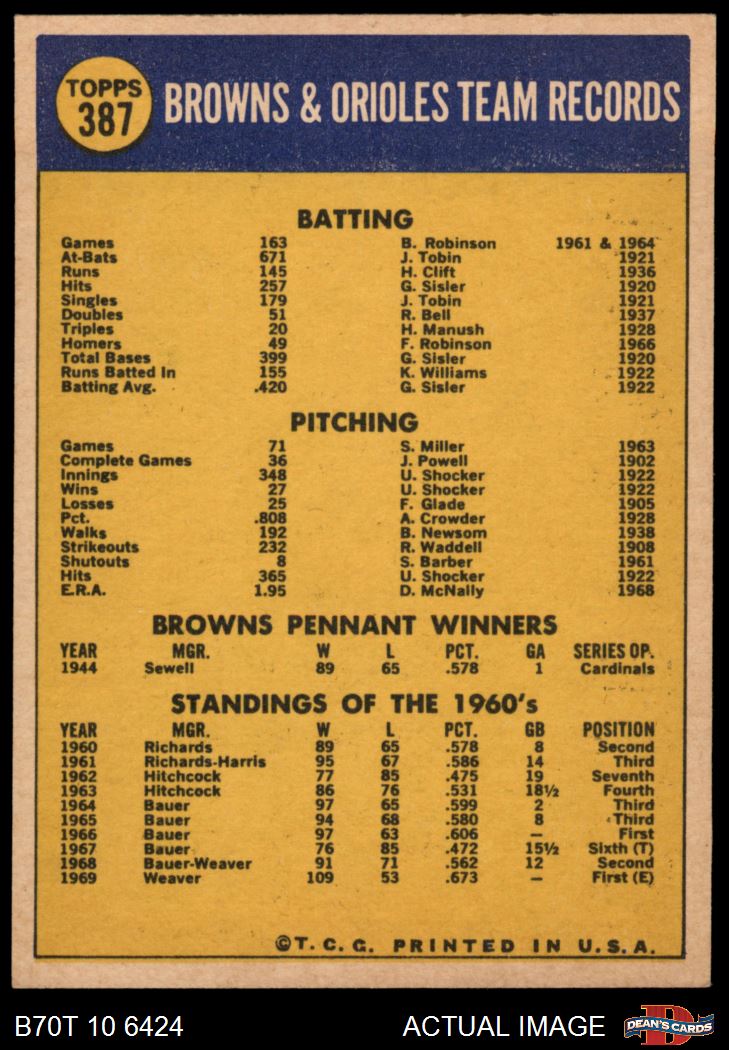 TOPPS
387
BROWNS & ORIOLES TEAM RECORDS
BATTING
Games 163 B. Robinson 1961 & 1964
At-Bats 671 J. Tobin 1921
Runs 145 H. Clift 1936
Hits 257 G. Sisler 1920
Singles 179 J. Tobin 1921
Doubles 51 R. Bell 1937
Triples 20 H. Manush 1928
Homers 49 F. Robinson 1966
Total Bases 399 G. Sisler 1920
Runs Batted In 155 K. Williams 1922
Batting Avg. .420 G. Sisler 1922
PITCHING
Games 71 S. Miller 1963
Complete Games 36 J. Powell 1902
Innings 348 U. Shocker 1922
Wins 27 U. Shocker 1922
Losses 25 F. Glade 1905
Pct. .808 A. Crowder 1928
Walks 192 B. Newsom 1938
Strikeouts 232 R. Waddell 1908
Shutouts 8 S. Barber 1961
Hits 365 U. Shocker 1922
E.R.A. 1.95 D. McNally 1968
BROWNS PENNANT WINNERS
YEAR MGR. W L PCT. GA SERIES OP.
1944 Sewell 89 65 .578 1 Cardinals
STANDINGS OF THE 1960's
YEAR MGR. W L PCT. GB POSITION
1960 Richards 89 65 .578 8 Second
1961 Richards-Harris 95 67 .586 14 Third
1962 Hitchcock 77 85 .475 19 Seventh
1963 Hitchcock 86 76 .531 18½ Fourth
1964 Bauer 97 65 .599 2 Third
1965 Bauer 94 68 .580 8 Third
1966 Bauer 97 63 .606 — First
1967 Bauer 76 85 .472 15½ Sixth (T)
1968 Bauer-Weaver 91 71 .562 12 Second
1969 Weaver 109 53 .673 — First (E)
©T. C. G. PRINTED IN U.S.A.
B70T 10 6424 ACTUAL IMAGE
D
DEAN'S CARDS